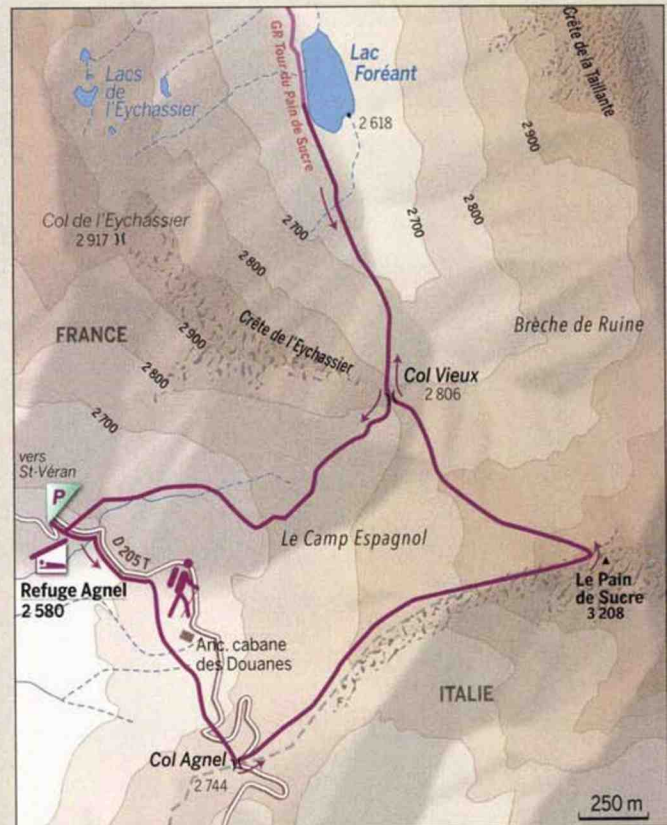 GR Tour du Pain de Sucre
Lac
Foréant
2 618
Crête de la Taillante
Lacs
de
l'Eychassier
2 900
2 800
2 700
2 700
Col de l'Eychassier
2 917
2 800
FRANCE
2 900
Crête de l'Eychassier
Brèche de Ruine
2 800
Col Vieux
2 806
2 700
vers
St-Véran
P
Le Camp Espagnol
D 205 T
Refuge Agnel
2 580
Le Pain
de Sucre
3 208
Anc. cabane
des Douanes
ITALIE
Col Agnel
2 744
250 m